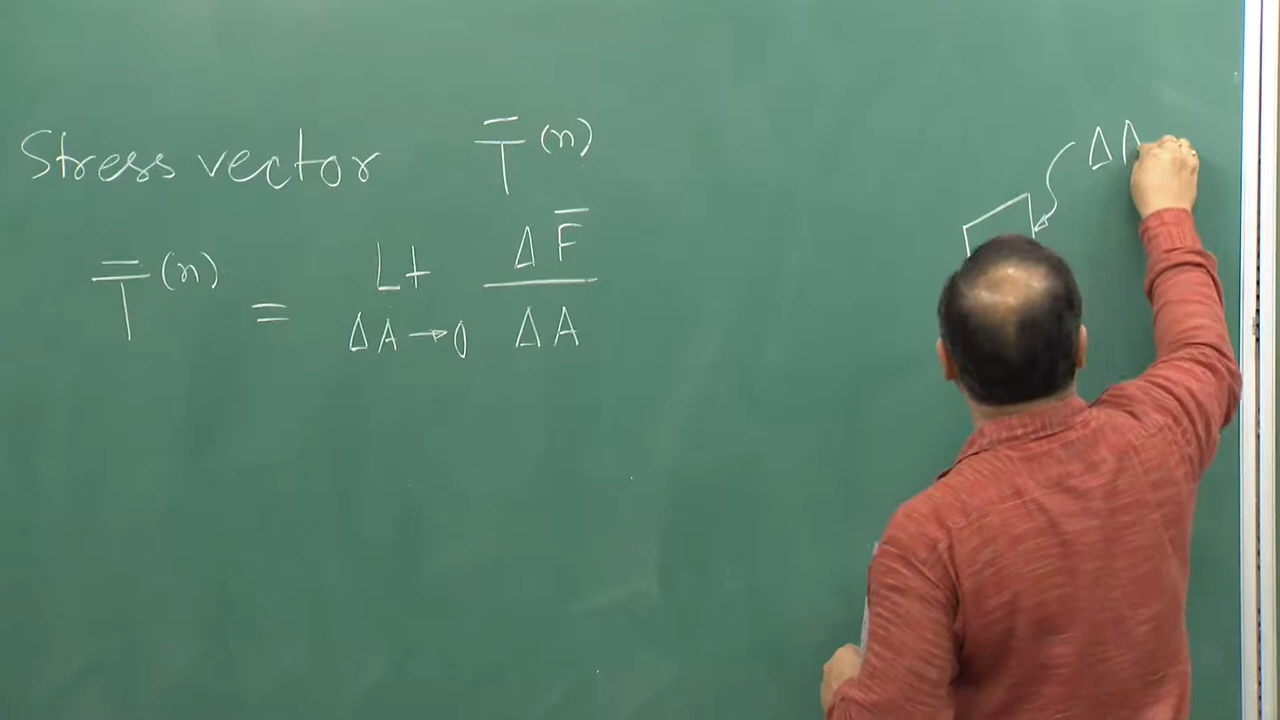 Stress vector T̄⁽ⁿ⁾
T̄⁽ⁿ⁾ = Lt ΔA→0 ΔF̄ / ΔA
ΔA